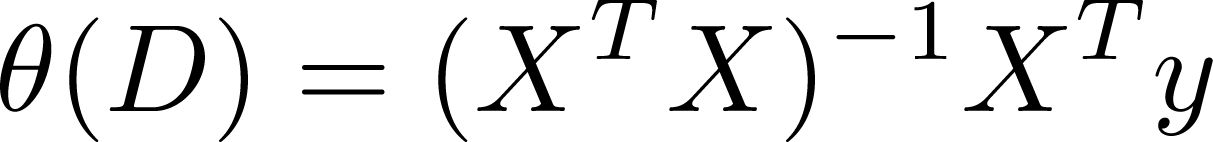 θ(D) = (X^T X)^{-1} X^T y